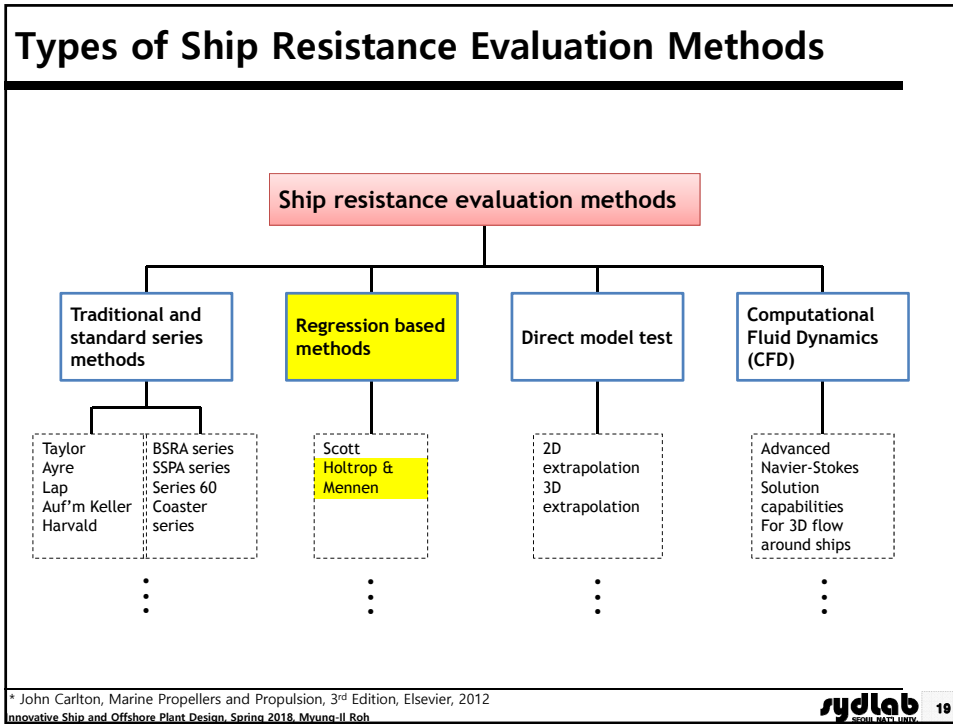 Types of Ship Resistance Evaluation Methods
Ship resistance evaluation methods
Traditional and
standard series
methods
Regression based
methods
Direct model test
Computational
Fluid Dynamics
(CFD)
Taylor
Ayre
Lap
Auf’m Keller
Harvald
BSRA series
SSPA series
Series 60
Coaster
series
Scott
Holtrop &
Mennen
2D
extrapolation
3D
extrapolation
Advanced
Navier-Stokes
Solution
capabilities
For 3D flow
around ships
* John Carlton, Marine Propellers and Propulsion, 3rd Edition, Elsevier, 2012
nnovative Ship and Offshore Plant Design, Spring 2018, Myung-Il Roh
sydlab
SEOUL NAT'L UNIV.
19